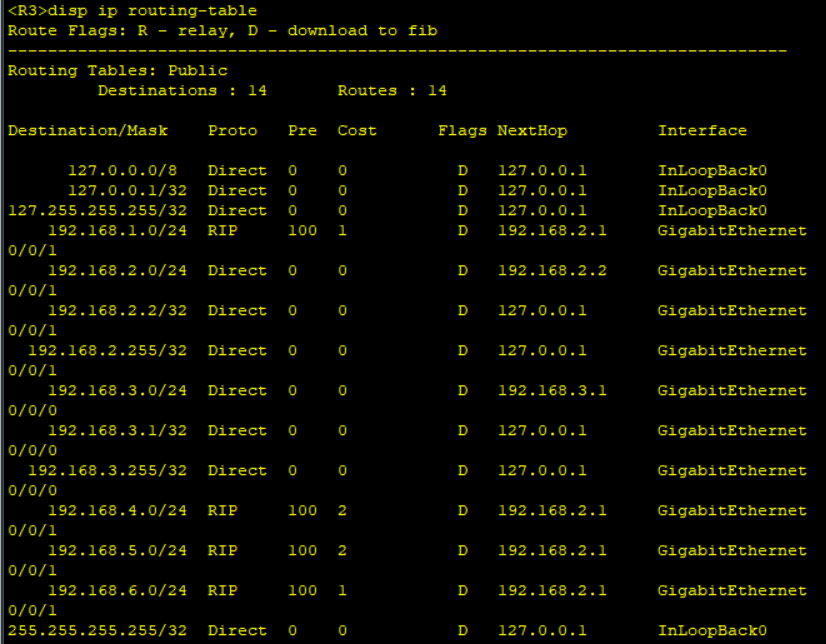 <R3>disp ip routing-table
Route Flags: R - relay, D - download to fib
------------------------------------------------------------------------------
Routing Tables: Public
         Destinations : 14       Routes : 14

Destination/Mask    Proto   Pre  Cost      Flags NextHop         Interface

      127.0.0.0/8   Direct  0    0           D   127.0.0.1       InLoopBack0
      127.0.0.1/32  Direct  0    0           D   127.0.0.1       InLoopBack0
127.255.255.255/32  Direct  0    0           D   127.0.0.1       InLoopBack0
    192.168.1.0/24  RIP     100  1           D   192.168.2.1     GigabitEthernet
0/0/1
    192.168.2.0/24  Direct  0    0           D   192.168.2.2     GigabitEthernet
0/0/1
    192.168.2.2/32  Direct  0    0           D   127.0.0.1       GigabitEthernet
0/0/1
  192.168.2.255/32  Direct  0    0           D   127.0.0.1       GigabitEthernet
0/0/1
    192.168.3.0/24  Direct  0    0           D   192.168.3.1     GigabitEthernet
0/0/0
    192.168.3.1/32  Direct  0    0           D   127.0.0.1       GigabitEthernet
0/0/0
  192.168.3.255/32  Direct  0    0           D   127.0.0.1       GigabitEthernet
0/0/0
    192.168.4.0/24  RIP     100  2           D   192.168.2.1     GigabitEthernet
0/0/1
    192.168.5.0/24  RIP     100  2           D   192.168.2.1     GigabitEthernet
0/0/1
    192.168.6.0/24  RIP     100  1           D   192.168.2.1     GigabitEthernet
0/0/1
255.255.255.255/32  Direct  0    0           D   127.0.0.1       InLoopBack0